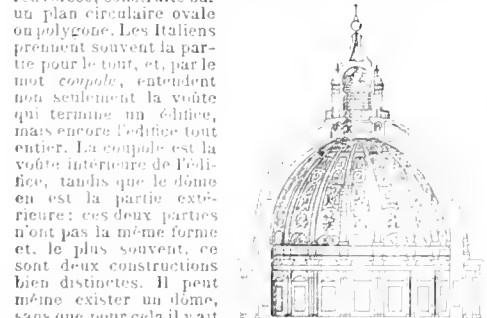 un plan circulaire ovale
ou polygone. Les Italiens
prennent souvent la par-
tie pour le tout, et, par le
mot coupole, entendent
non seulement la voûte
qui termine un édifice,
mais encore l'édifice tout
entier. La coupole est la
voûte intérieure de l'édi-
fice, tandis que le dôme
en est la partie exté-
rieure; ces deux parties
n'ont pas la même forme
et, le plus souvent, ce
sont deux constructions
bien distinctes. Il peut
même exister un dôme,
sans que pour cela il y ait